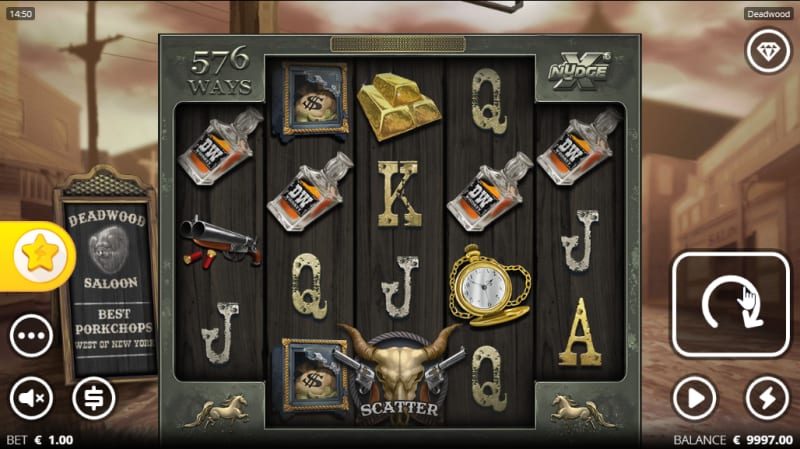 14:50
Deadwood
576
WAYS
X NUDGE 6
Q
DW
DW
DW
DW
K
Q
J
J
J
A
Q
SCATTER
DEADWOOD
SALOON
BEST
PORKCHOPS
WEST OF NEW YORK
BET € 1.00
BALANCE € 9997.00